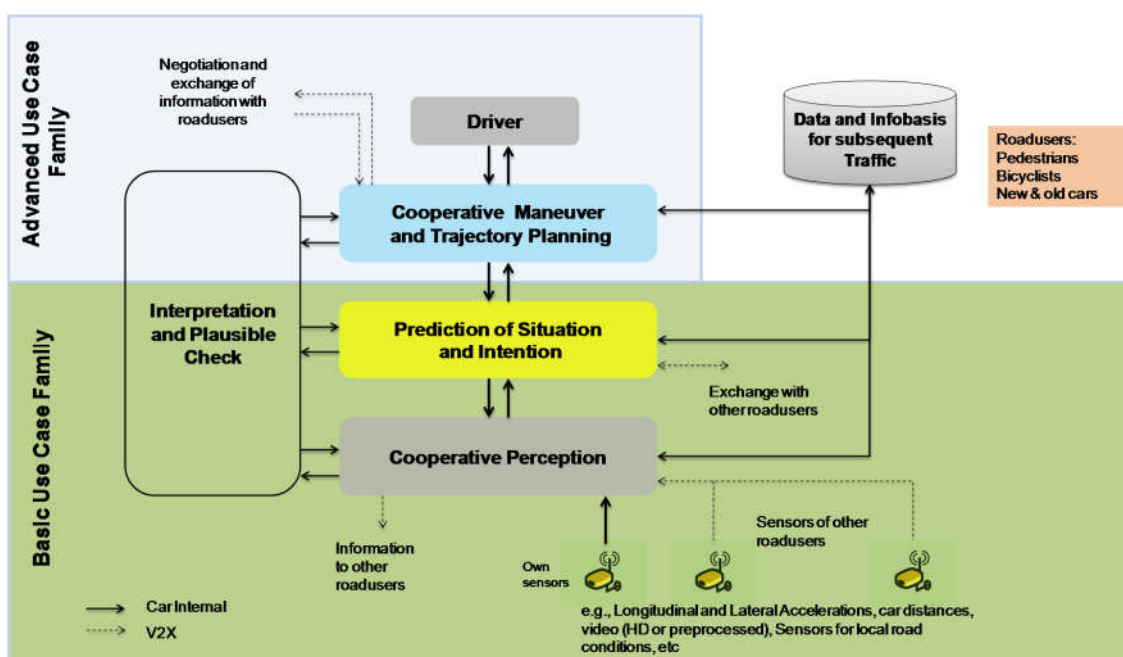 Advanced Use Case
Family
Negotiation and
exchange of
information with
roadusers
Driver
Data and Infobasis
for subsequent
Traffic
Roadusers:
Pedestrians
Bicyclists
New & old cars
Cooperative Maneuver
and Trajectory Planning
Basic Use Case Family
Interpretation
and Plausible
Check
Prediction of Situation
and Intention
Exchange with
other roadusers
Cooperative Perception
Information
to other
roadusers
Own
sensors
Sensors of other
roadusers
e.g., Longitudinal and Lateral Accelerations, car distances,
video (HD or preprocessed), Sensors for local road
conditions, etc
Car Internal
V2X